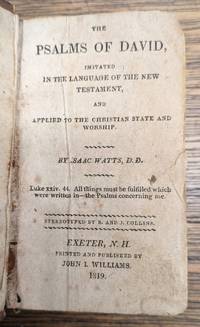 THE
PSALMS OF DAVID,
IMITATED
IN THE LANGUAGE OF THE NEW
TESTAMENT,
AND
APPLIED TO THE CHRISTIAN STATE AND
WORSHIP.
BY ISAAC WATTS, D. D.
Luke xxiv. 44. All things must be fulfilled which
were written in—the Psalms concerning me.
STEREOTYPED BY B. AND J. COLLINS.
EXETER, N. H.
PRINTED AND PUBLISHED BY
JOHN I. WILLIAMS.
1819.